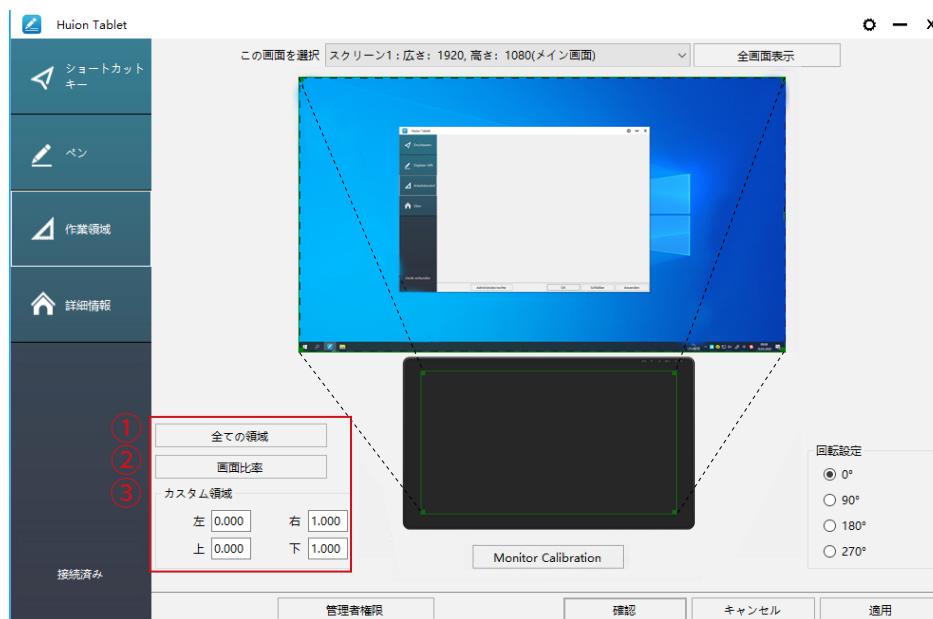 Huion Tablet
この画面を選択 スクリーン1：広さ：1920, 高さ：1080(メイン画面) 全画面表示
ショートカット
キー
ペン
作業領域
詳細情報
接続済み
Huion Tablet
① 全ての領域
② 画面比率
③ カスタム領域
左 0.000 右 1.000
上 0.000 下 1.000
Monitor Calibration
回転設定
0°
90°
180°
270°
管理者権限 確認 キャンセル 適用